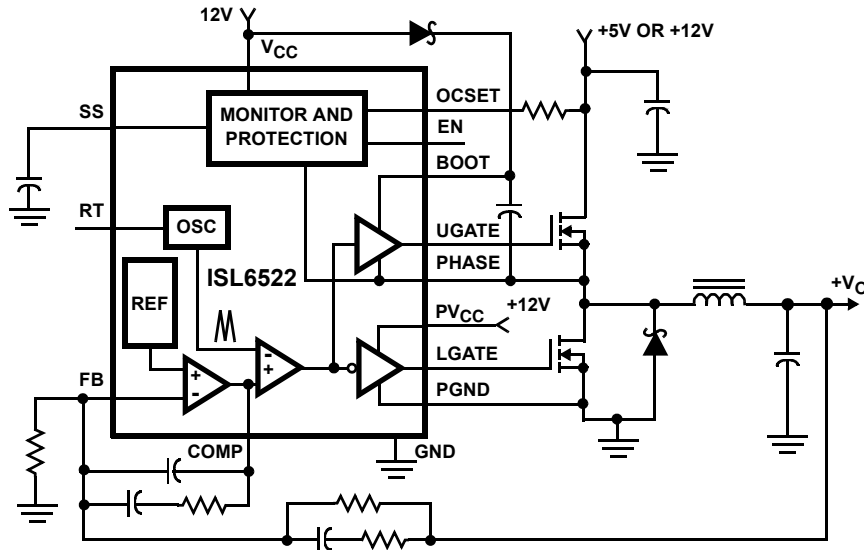 12V
VCC
+5V OR +12V
SS
MONITOR AND
PROTECTION
OCSET
EN
BOOT
RT
OSC
UGATE
PHASE
ISL6522
REF
+12V
PVCC
+VO
LGATE
PGND
FB
+
-
-
+
COMP
GND